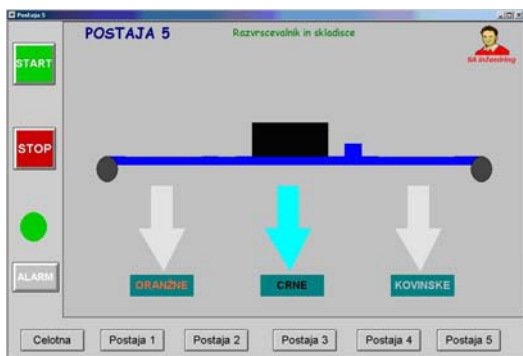 Postaja 5
POSTAJA 5
Razvrscevalnik in skladisce
START
STOP
ALARM
ORANŽNE
CRNE
KOVINSKE
Celotna
Postaja 1
Postaja 2
Postaja 3
Postaja 4
Postaja 5